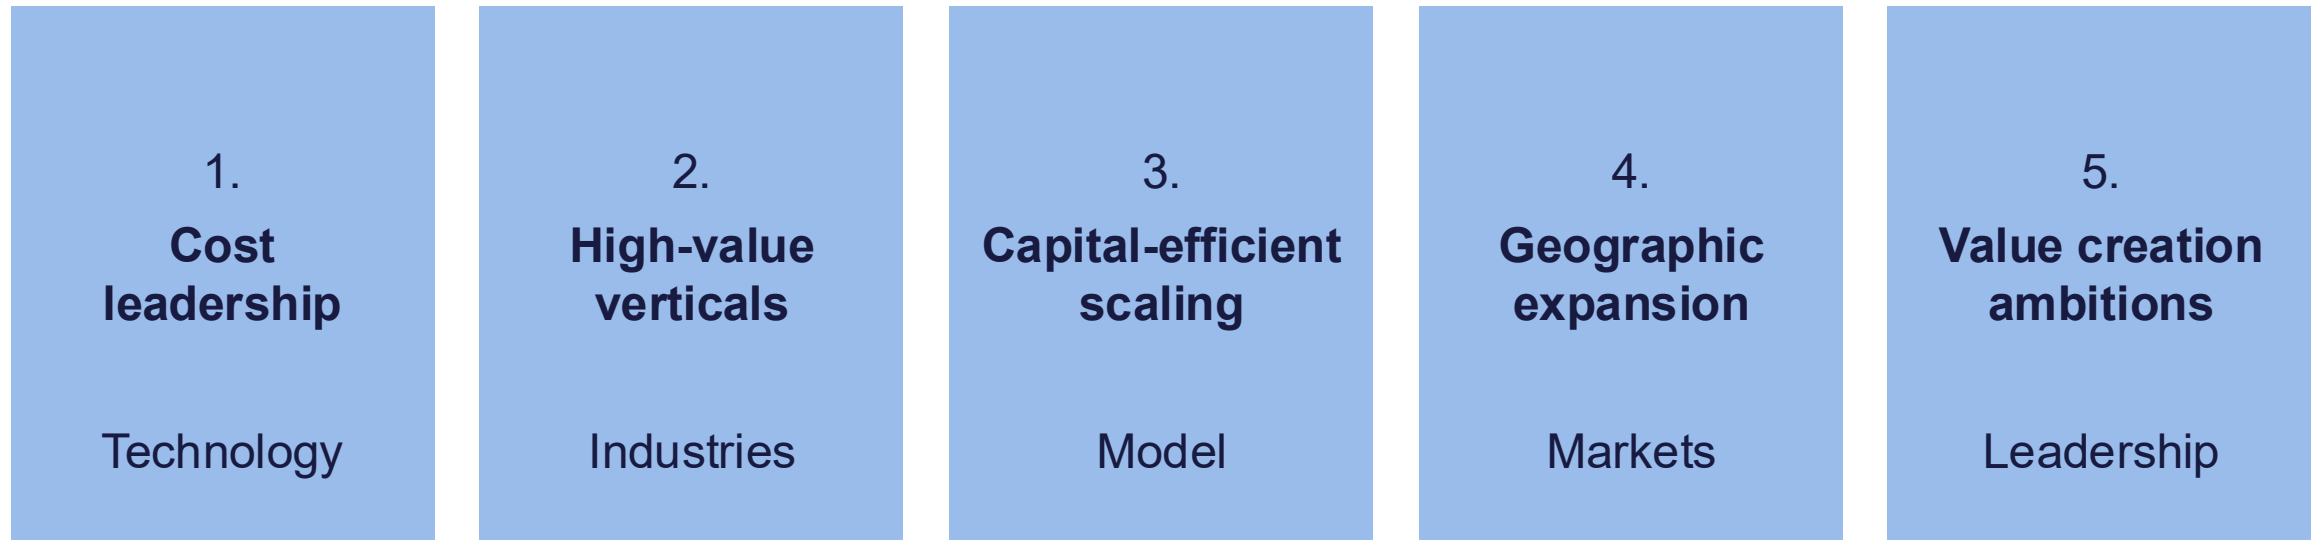 1.
Cost
leadership
Technology
2.
High-value
verticals
Industries
3.
Capital-efficient
scaling
Model
4.
Geographic
expansion
Markets
5.
Value creation
ambitions
Leadership